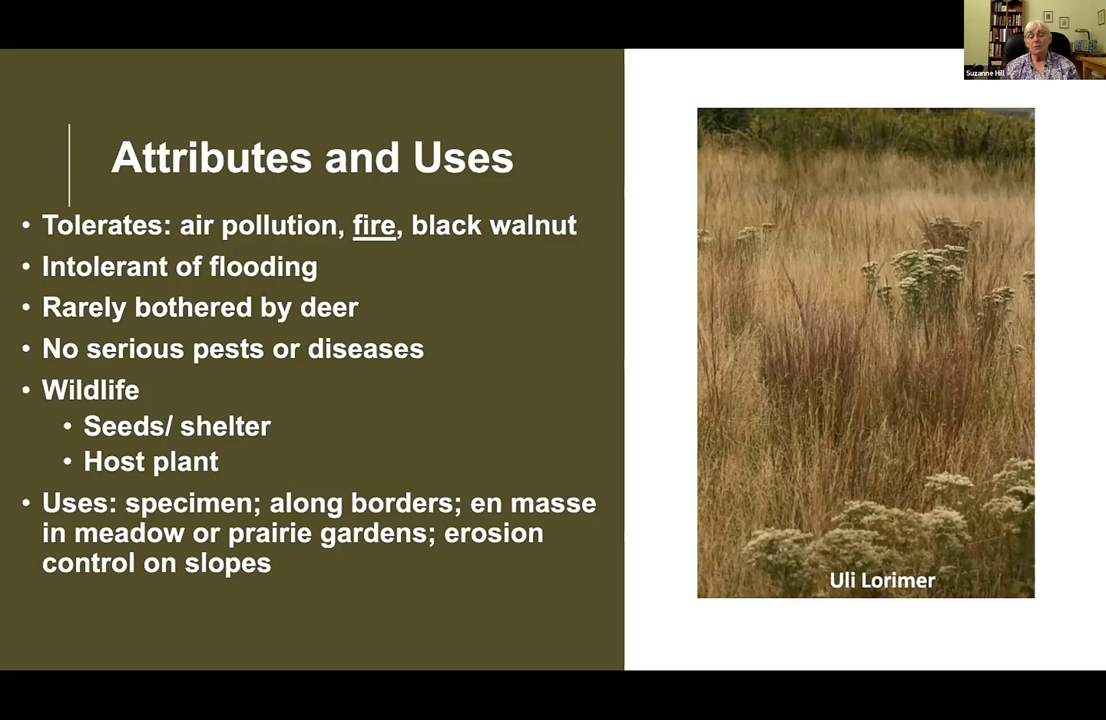 Suzanne Hill
Attributes and Uses
• Tolerates: air pollution, fire, black walnut
• Intolerant of flooding
• Rarely bothered by deer
• No serious pests or diseases
• Wildlife
• Seeds/ shelter
• Host plant
• Uses: specimen; along borders; en masse
in meadow or prairie gardens; erosion
control on slopes
Uli Lorimer